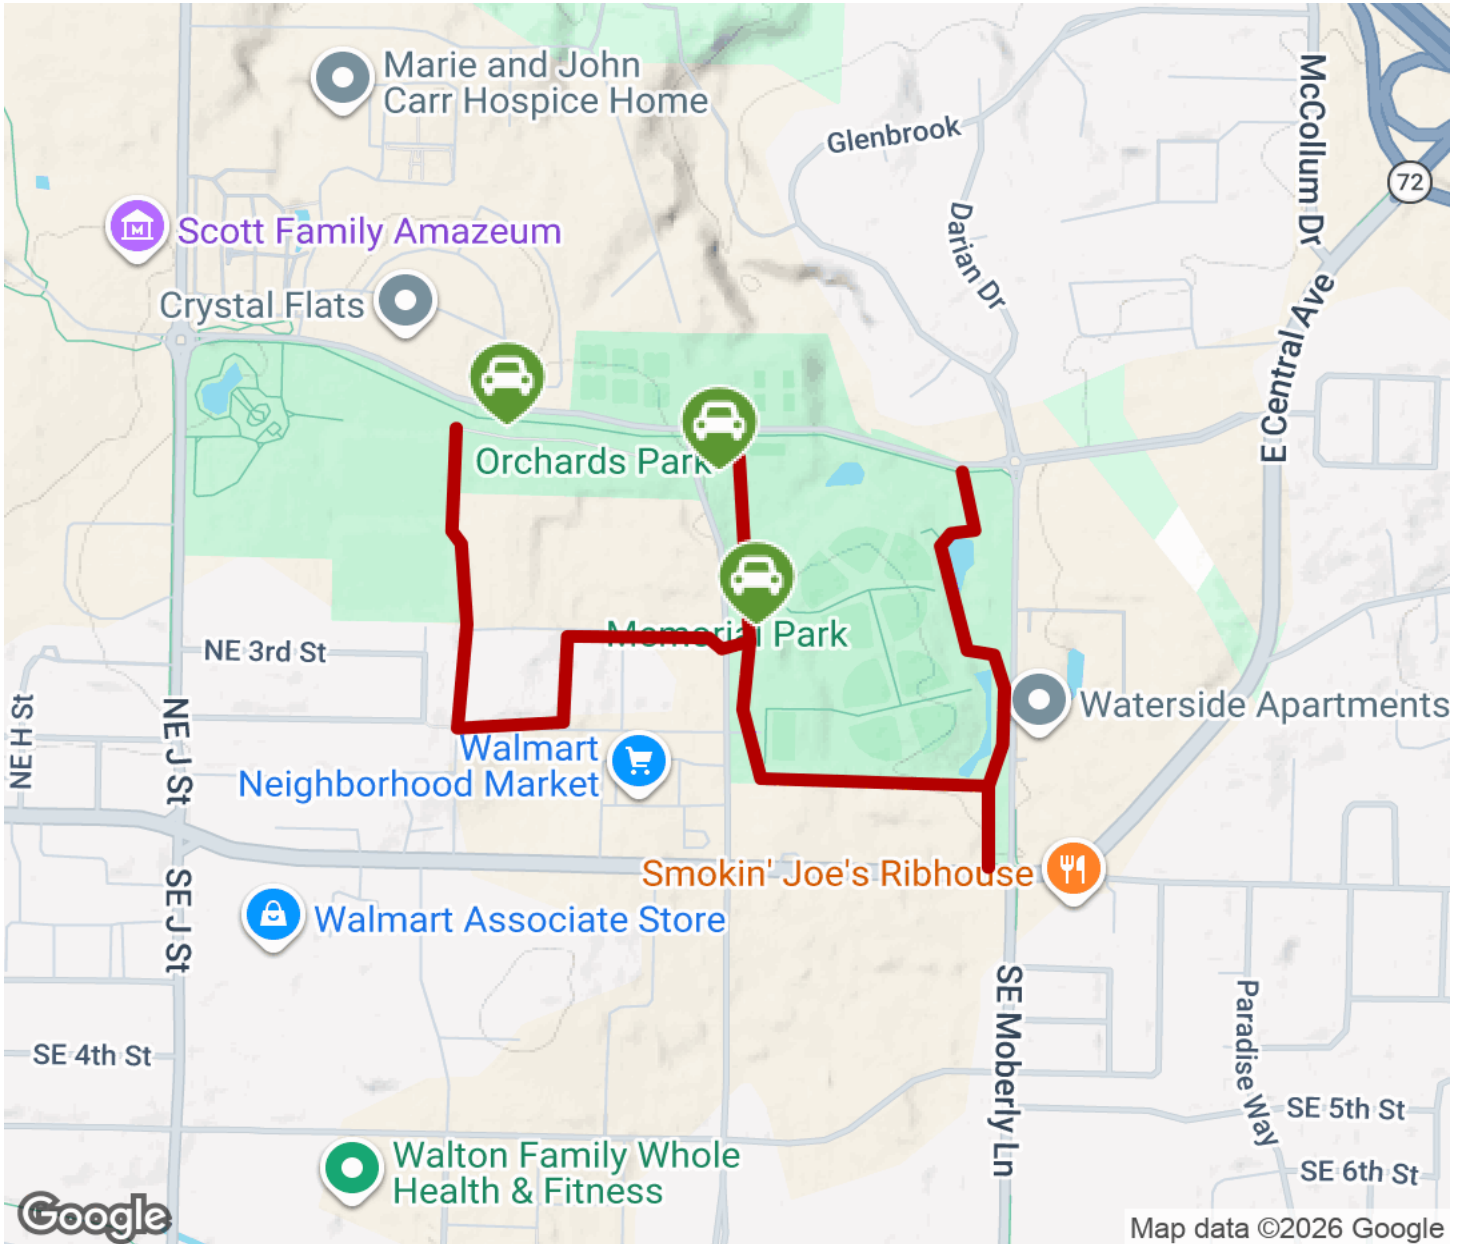 Marie and John
Carr Hospice Home
Glenbrook
McCollum Dr
72
Scott Family Amazeum
Darian Dr
Crystal Flats
E Central Ave
Orchards Park
Memorial Park
NE 3rd St
NE H St
NE J St
Waterside Apartments
Walmart
Neighborhood Market
Smokin' Joe's Ribhouse
SE J St
Walmart Associate Store
SE Moberly Ln
Paradise Way
SE 4th St
SE 5th St
Walton Family Whole
Health & Fitness
SE 6th St
Google
Map data ©2026 Google